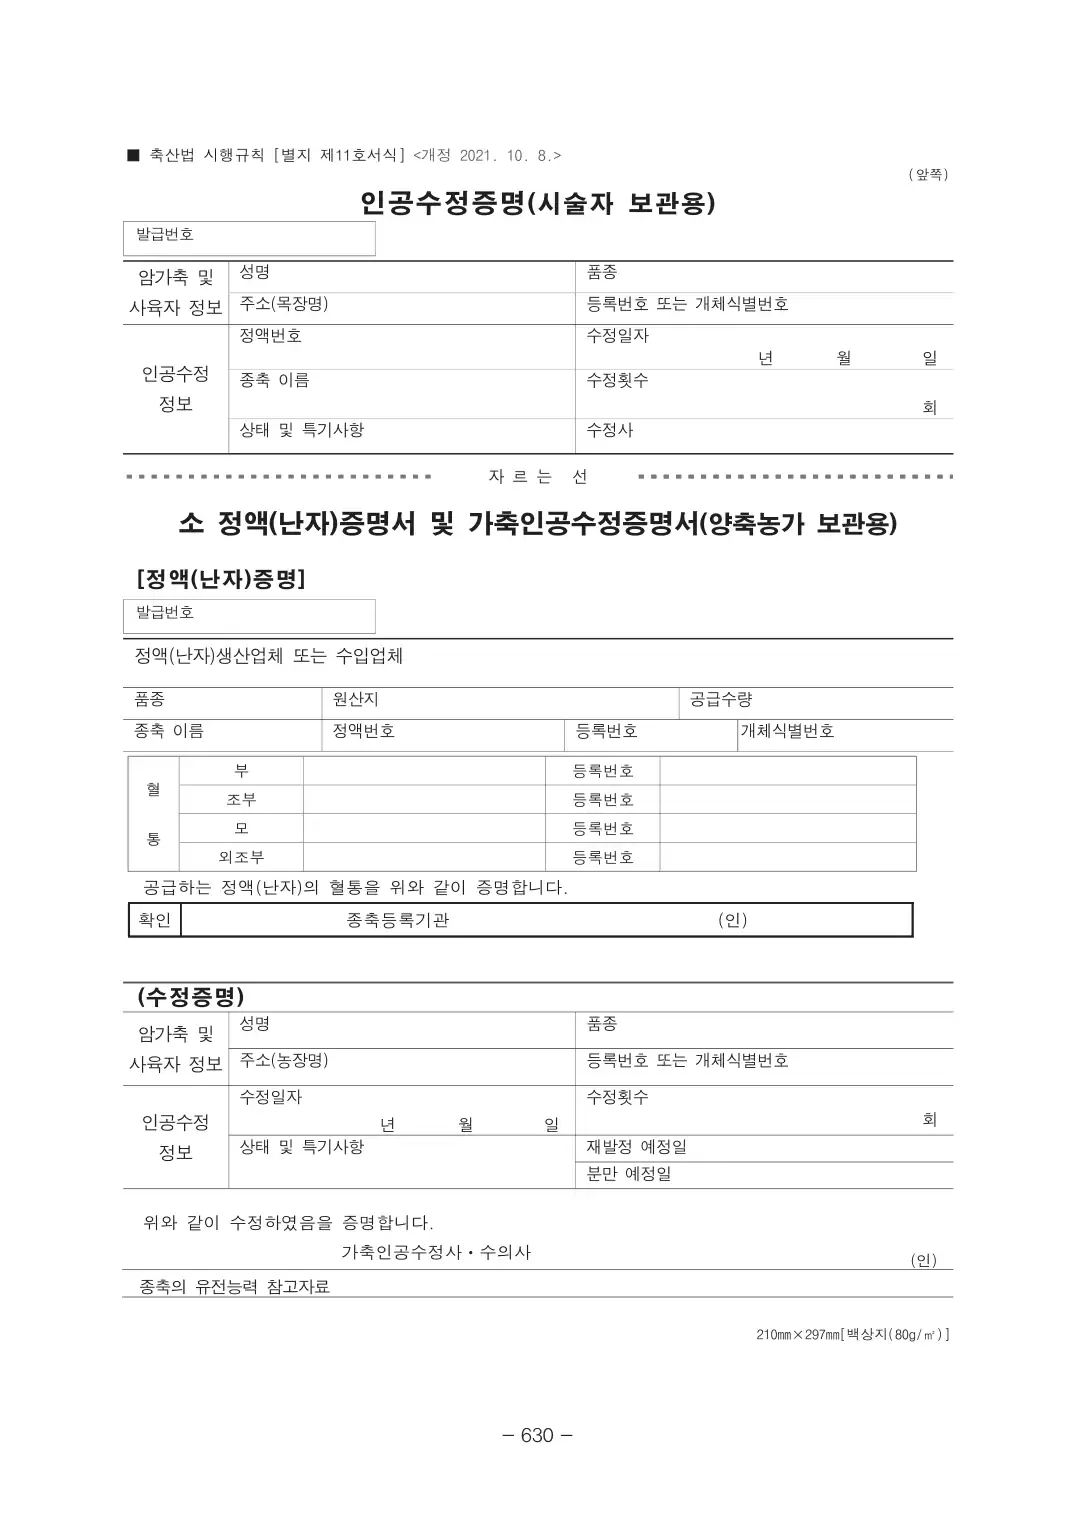 ■ 축산법 시행규칙 [별지 제11호서식] <개정 2021. 10. 8.>
(앞쪽)
인공수정증명(시술자 보관용)
발급번호
암가축 및 사육자 정보
성명
품종
주소(목장명)
등록번호 또는 개체식별번호
인공수정 정보
정액번호
수정일자
년 월 일
종축 이름
수정횟수
회
상태 및 특기사항
수정사
자 르 는 선
소 정액(난자)증명서 및 가축인공수정증명서(양축농가 보관용)
[정액(난자)증명]
발급번호
정액(난자)생산업체 또는 수입업체
품종 원산지 공급수량
종축 이름 정액번호 등록번호 개체식별번호
혈통
부 등록번호
조부 등록번호
모 등록번호
외조부 등록번호
공급하는 정액(난자)의 혈통을 위와 같이 증명합니다.
확인 종축등록기관 (인)
(수정증명)
암가축 및 사육자 정보
성명
품종
주소(농장명)
등록번호 또는 개체식별번호
인공수정 정보
수정일자
년 월 일
수정횟수
회
상태 및 특기사항
재발정 예정일
분만 예정일
위와 같이 수정하였음을 증명합니다.
가축인공수정사·수의사
(인)
종축의 유전능력 참고자료
210㎜×297㎜[백상지(80g/㎡)]
- 630 -